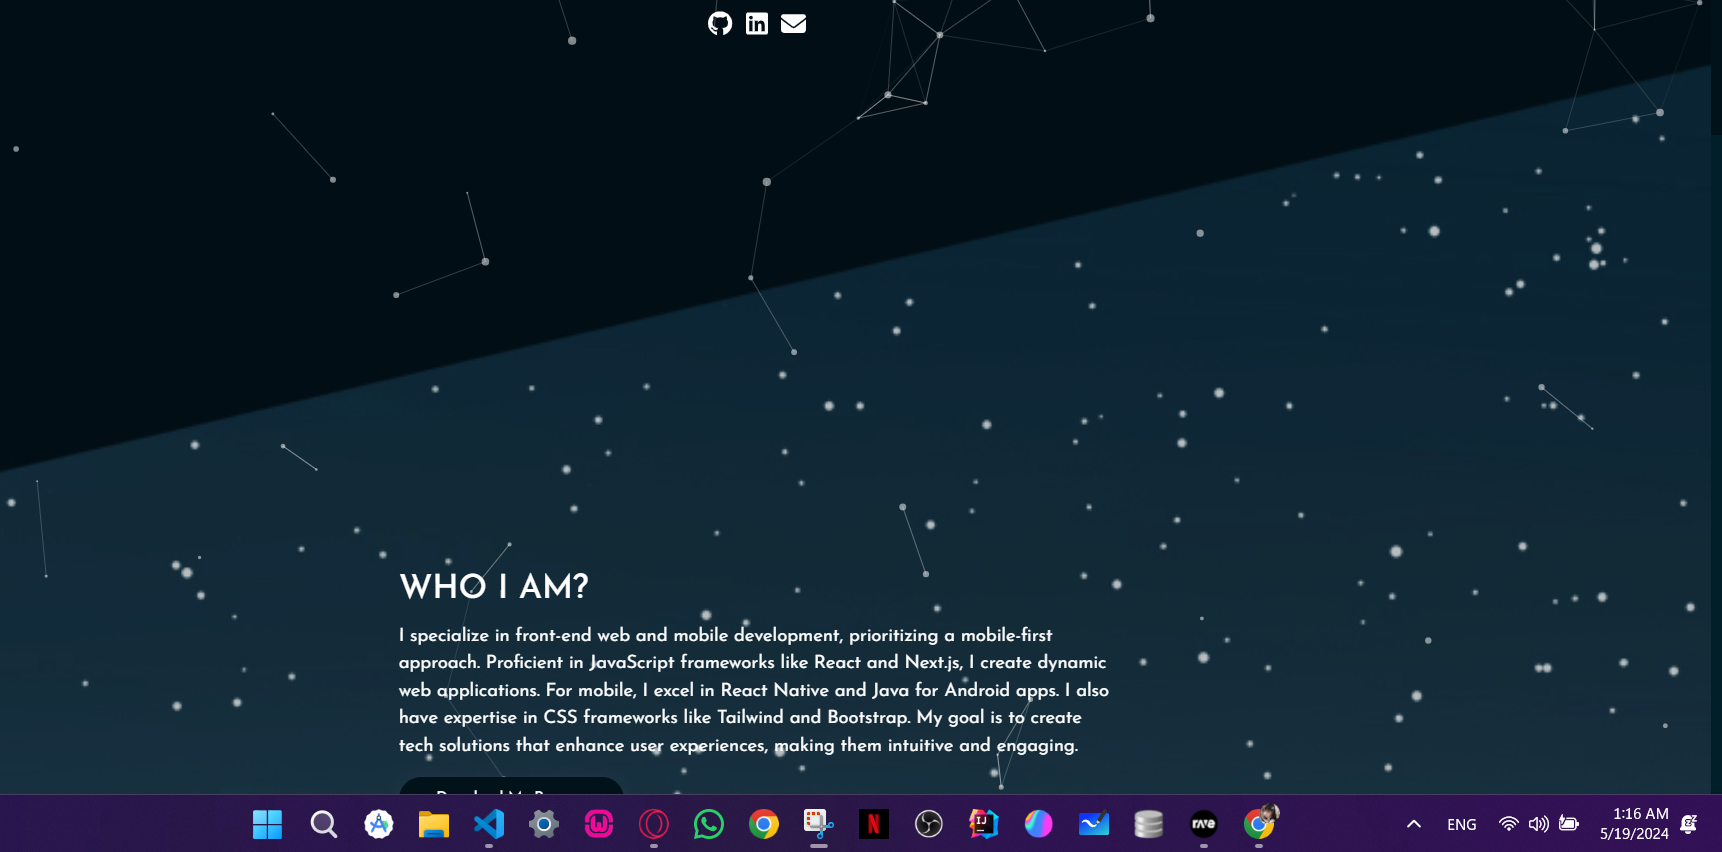 WHO I AM?
I specialize in front-end web and mobile development, prioritizing a mobile-first
approach. Proficient in JavaScript frameworks like React and Next.js, I create dynamic
web applications. For mobile, I excel in React Native and Java for Android apps. I also
have expertise in CSS frameworks like Tailwind and Bootstrap. My goal is to create
tech solutions that enhance user experiences, making them intuitive and engaging.
IJ
rave
ENG
1:16 AM
5/19/2024